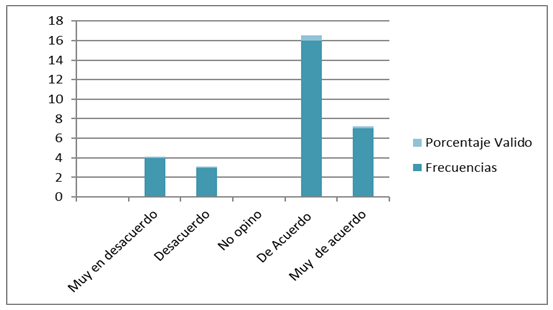 18
16
14
12
10
8
6
4
2
0
Muy en desacuerdo
Desacuerdo
No opino
De Acuerdo
Muy de acuerdo
Porcentaje Valido
Frecuencias